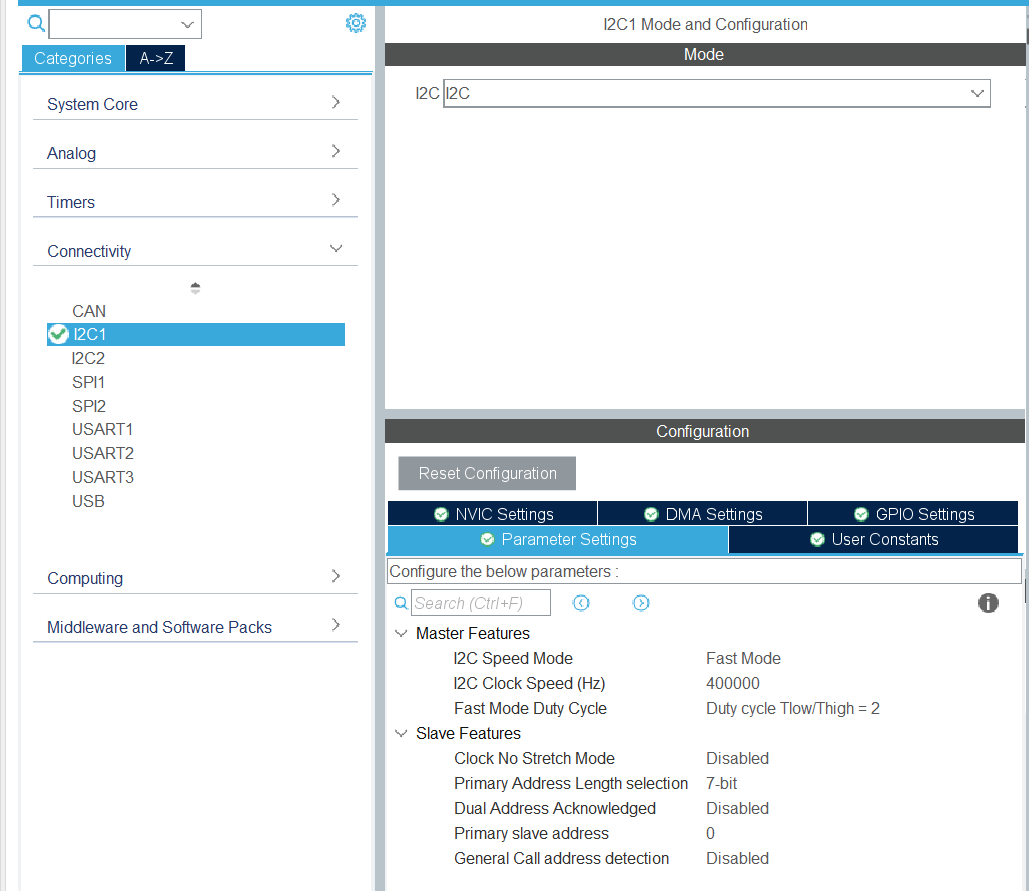 Categories A->Z
System Core
Analog
Timers
Connectivity
CAN
I2C1
I2C2
SPI1
SPI2
USART1
USART2
USART3
USB
Computing
Middleware and Software Packs
I2C1 Mode and Configuration
Mode
I2C I2C
Configuration
Reset Configuration
NVIC Settings DMA Settings GPIO Settings
Parameter Settings User Constants
Configure the below parameters :
Search (Ctrl+F)
Master Features
I2C Speed Mode Fast Mode
I2C Clock Speed (Hz) 400000
Fast Mode Duty Cycle Duty cycle Tlow/Thigh = 2
Slave Features
Clock No Stretch Mode Disabled
Primary Address Length selection 7-bit
Dual Address Acknowledged Disabled
Primary slave address 0
General Call address detection Disabled